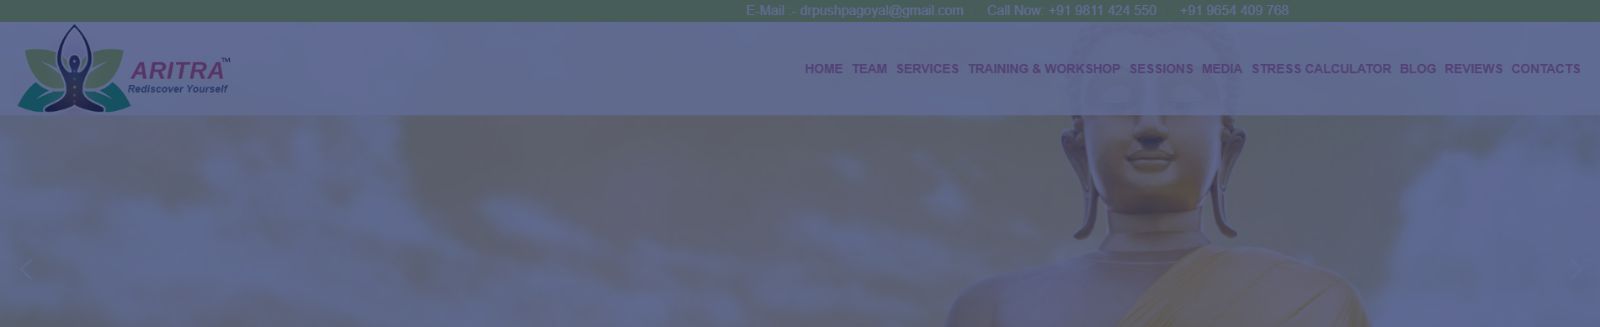 E-Mail :- drpushpagoyal@gmail.com Call Now: +91 9811 424 550 +91 9654 409 768
ARITRA™
Rediscover Yourself
HOME TEAM SERVICES TRAINING & WORKSHOP SESSIONS MEDIA STRESS CALCULATOR BLOG REVIEWS CONTACTS